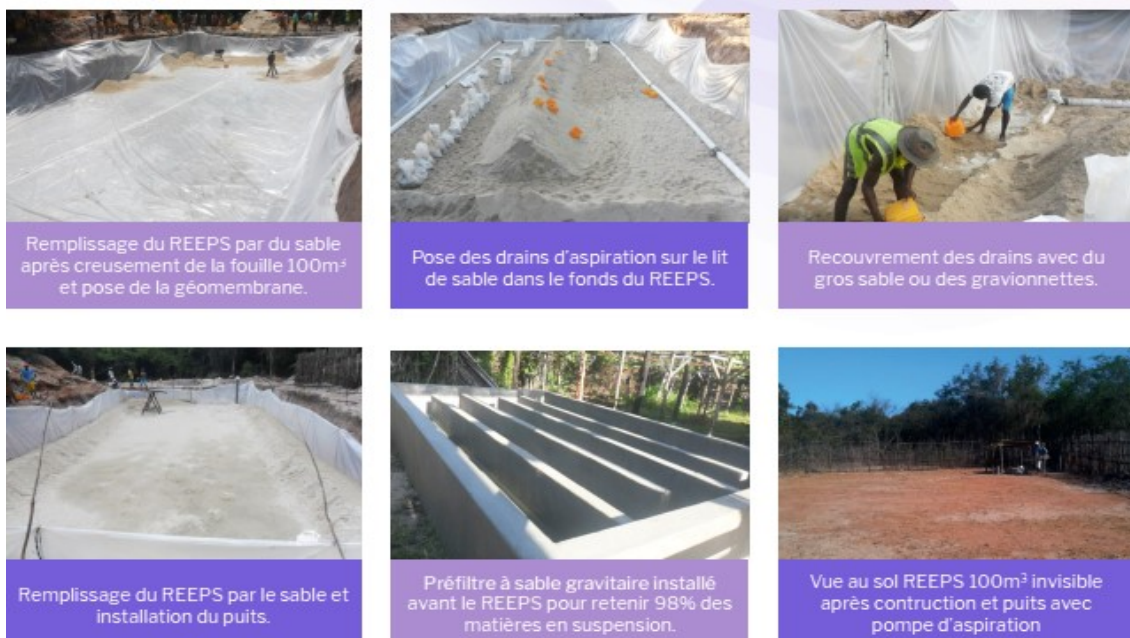 Remplissage du REEPS par du sable
après creusement de la fouille 100m³
et pose de la géomembrane.
Pose des drains d'aspiration sur le lit
de sable dans le fonds du REEPS.
Recouvrement des drains avec du
gros sable ou des gravionnettes.
Remplissage du REEPS par le sable et
installation du puits.
Préfiltre à sable gravitaire installé
avant le REEPS pour retenir 98% des
matières en suspension.
Vue au sol REEPS 100m³ invisible
après contruction et puits avec
pompe d'aspiration